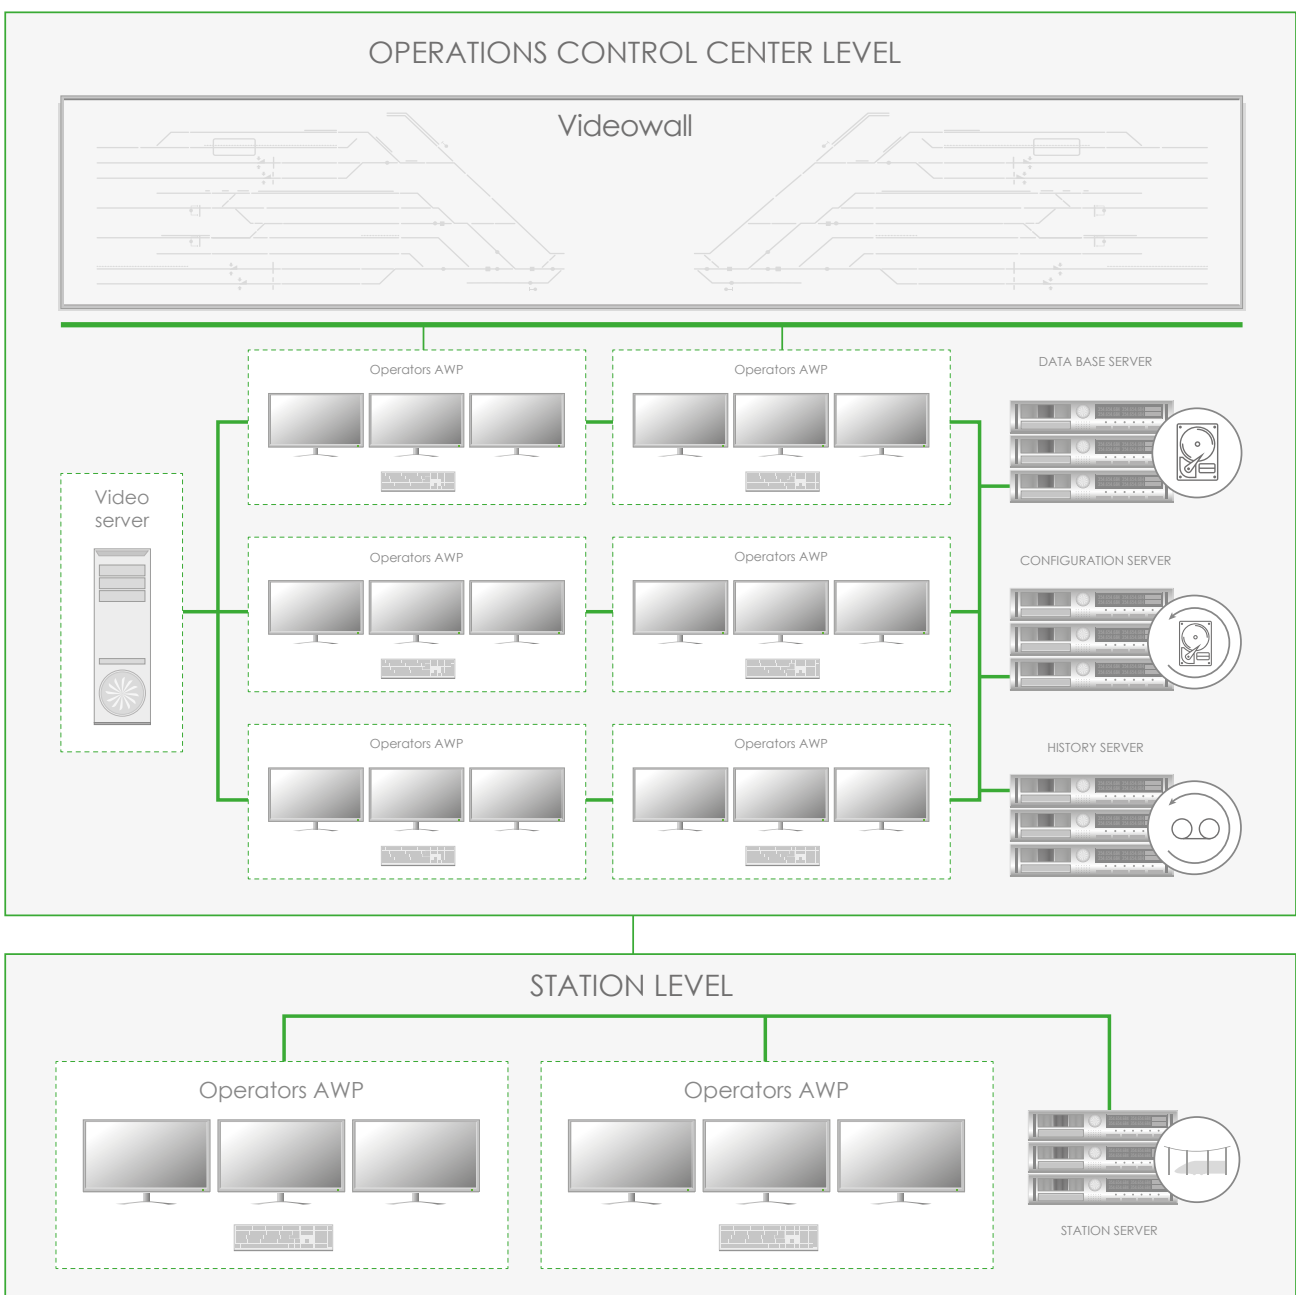 OPERATIONS CONTROL CENTER LEVEL
Videowall
Operators AWP
Operators AWP
DATA BASE SERVER
Video
server
Operators AWP
Operators AWP
CONFIGURATION SERVER
Operators AWP
Operators AWP
HISTORY SERVER
STATION LEVEL
Operators AWP
Operators AWP
STATION SERVER